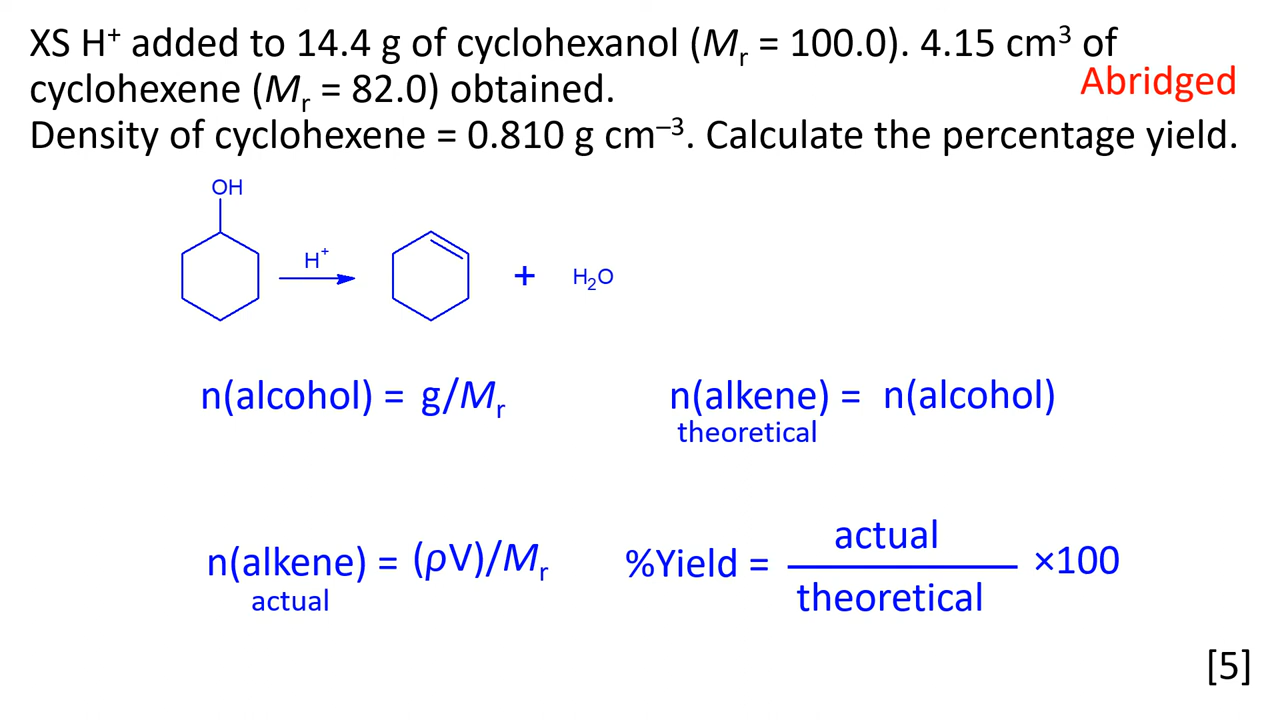 XS H⁺ added to 14.4 g of cyclohexanol (Mᵣ = 100.0). 4.15 cm³ of
cyclohexene (Mᵣ = 82.0) obtained.
Abridged
Density of cyclohexene = 0.810 g cm⁻³. Calculate the percentage yield.
OH
H⁺
+ H₂O
n(alcohol) = g/Mᵣ
n(alkene) = n(alcohol)
theoretical
n(alkene) = (ρV)/Mᵣ
actual
%Yield = actual / theoretical ×100
[5]